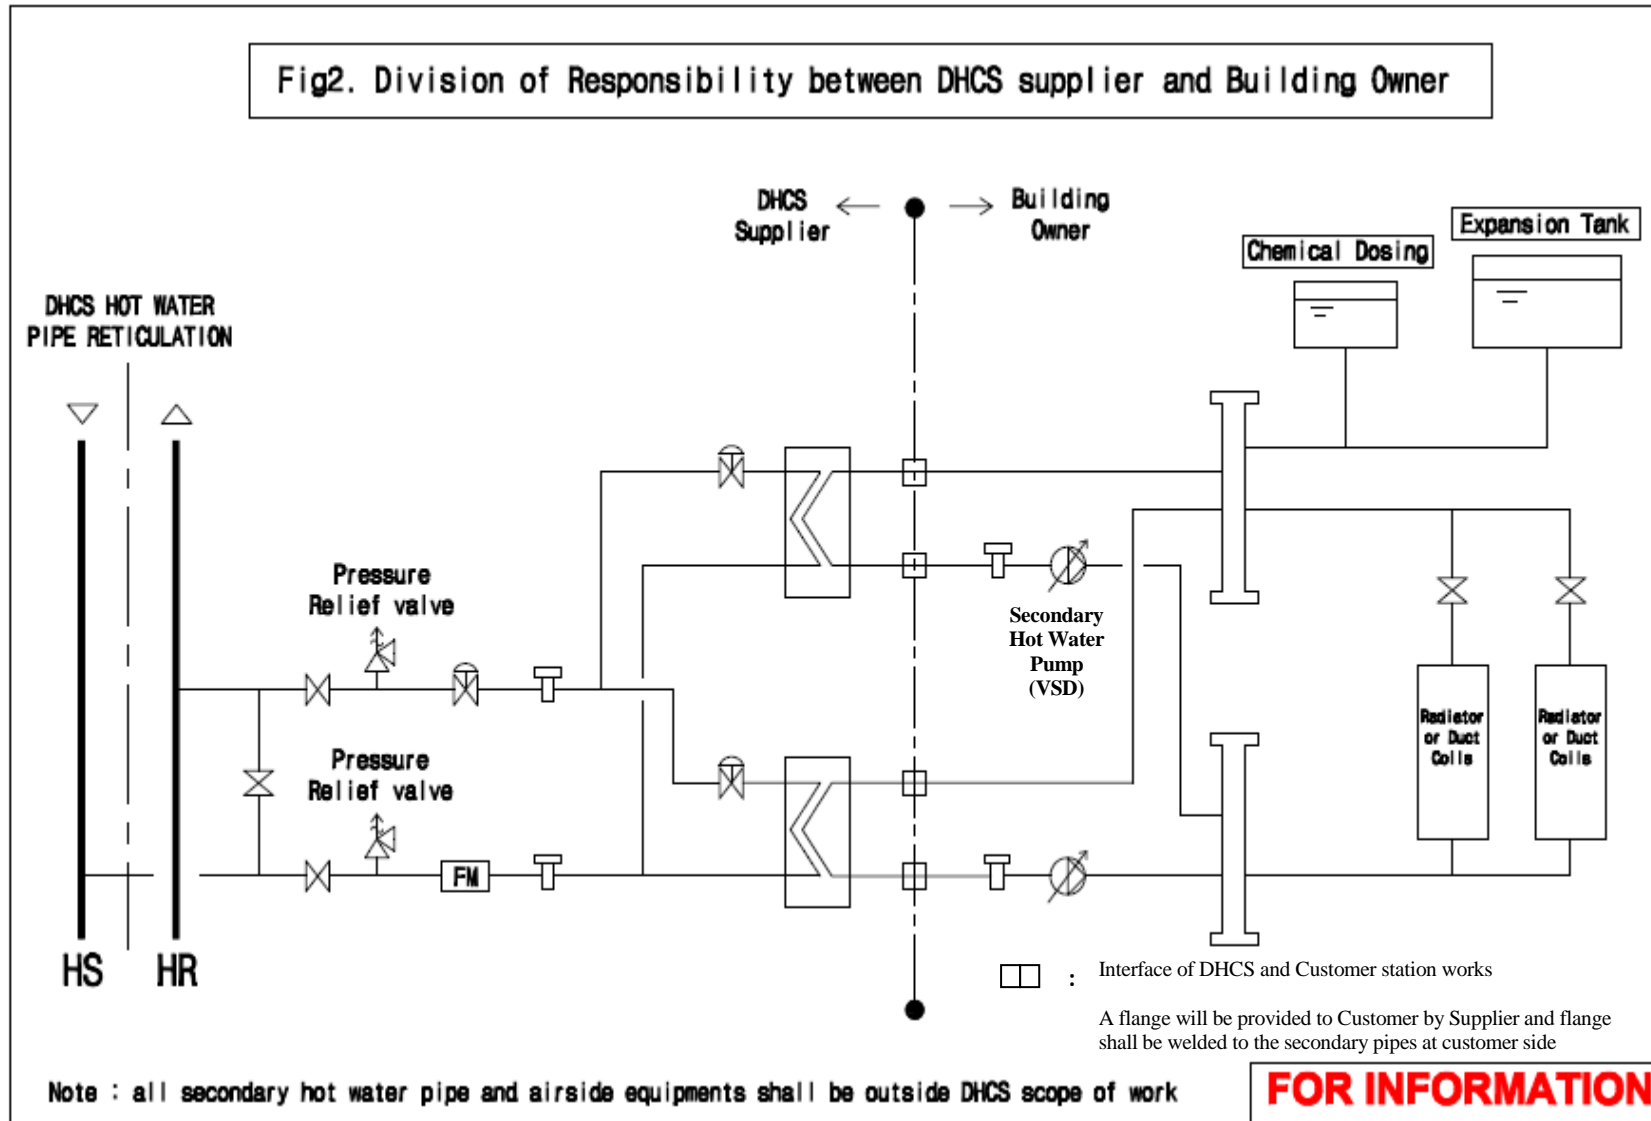 Fig2. Division of Responsibility between DHCS supplier and Building Owner
DHCS
Supplier
Building
Owner
Chemical Dosing
Expansion Tank
DHCS HOT WATER
PIPE RETICULATION
Pressure
Relief valve
Secondary
Hot Water
Pump
(VSD)
Pressure
Relief valve
FM
Radiator
or Duct
Coils
Radiator
or Duct
Coils
HS
HR
: Interface of DHCS and Customer station works
A flange will be provided to Customer by Supplier and flange
shall be welded to the secondary pipes at customer side
Note : all secondary hot water pipe and airside equipments shall be outside DHCS scope of work
FOR INFORMATION